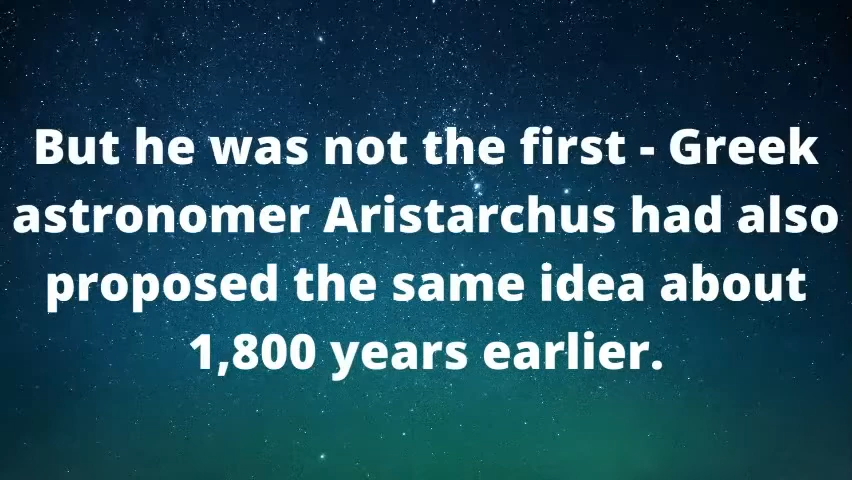 But he was not the first - Greek
astronomer Aristarchus had also
proposed the same idea about
1,800 years earlier.